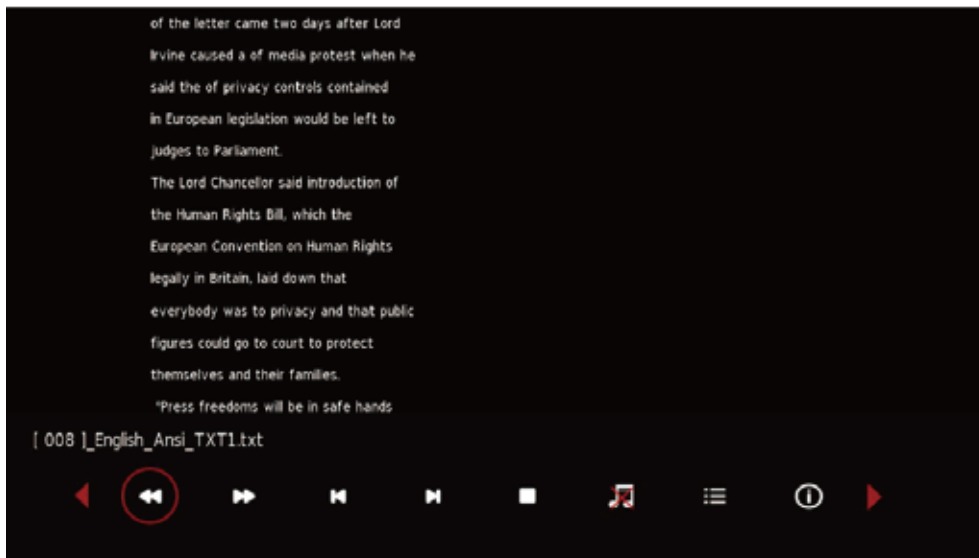 of the letter came two days after Lord
Irvine caused a of media protest when he
said the of privacy controls contained
in European legislation would be left to
judges to Parliament.
The Lord Chancellor said introduction of
the Human Rights Bill, which the
European Convention on Human Rights
legally in Britain, laid down that
everybody was to privacy and that public
figures could go to court to protect
themselves and their families.
"Press freedoms will be in safe hands
[ 008 ]_English_Ansi_TXT1.txt